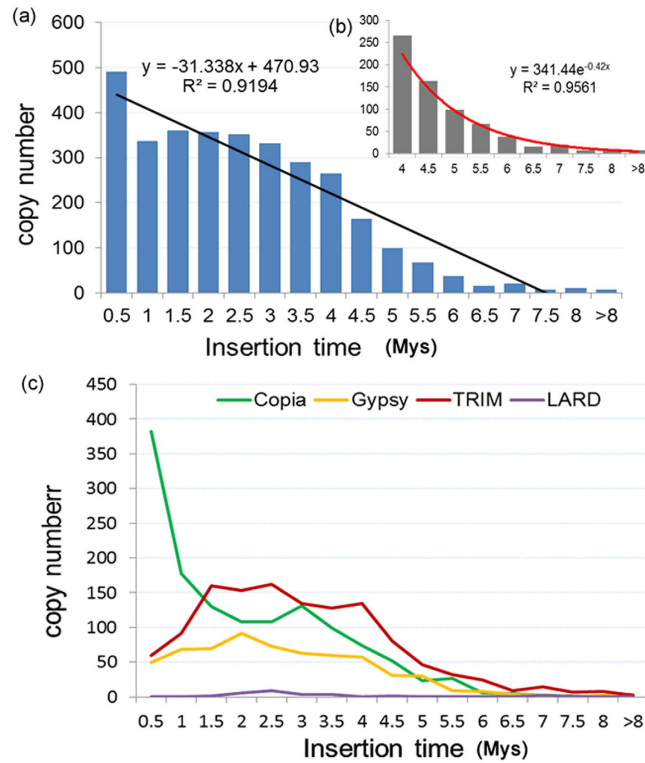 (a)
600
500
400
300
200
100
0
copy number
y = -31.338x + 470.93
R² = 0.9194
0.5 1 1.5 2 2.5 3 3.5 4 4.5 5 5.5 6 6.5 7 7.5 8 >8
Insertion time (Mys)
(b)
300
250
200
150
100
50
0
y = 341.44e-0.42x
R² = 0.9561
4 4.5 5 5.5 6 6.5 7 7.5 8 >8
(c)
450
400
350
300
250
200
150
100
50
0
copy numberr
Copia Gypsy TRIM LARD
0.5 1 1.5 2 2.5 3 3.5 4 4.5 5 5.5 6 6.5 7 7.5 8 >8
Insertion time (Mys)